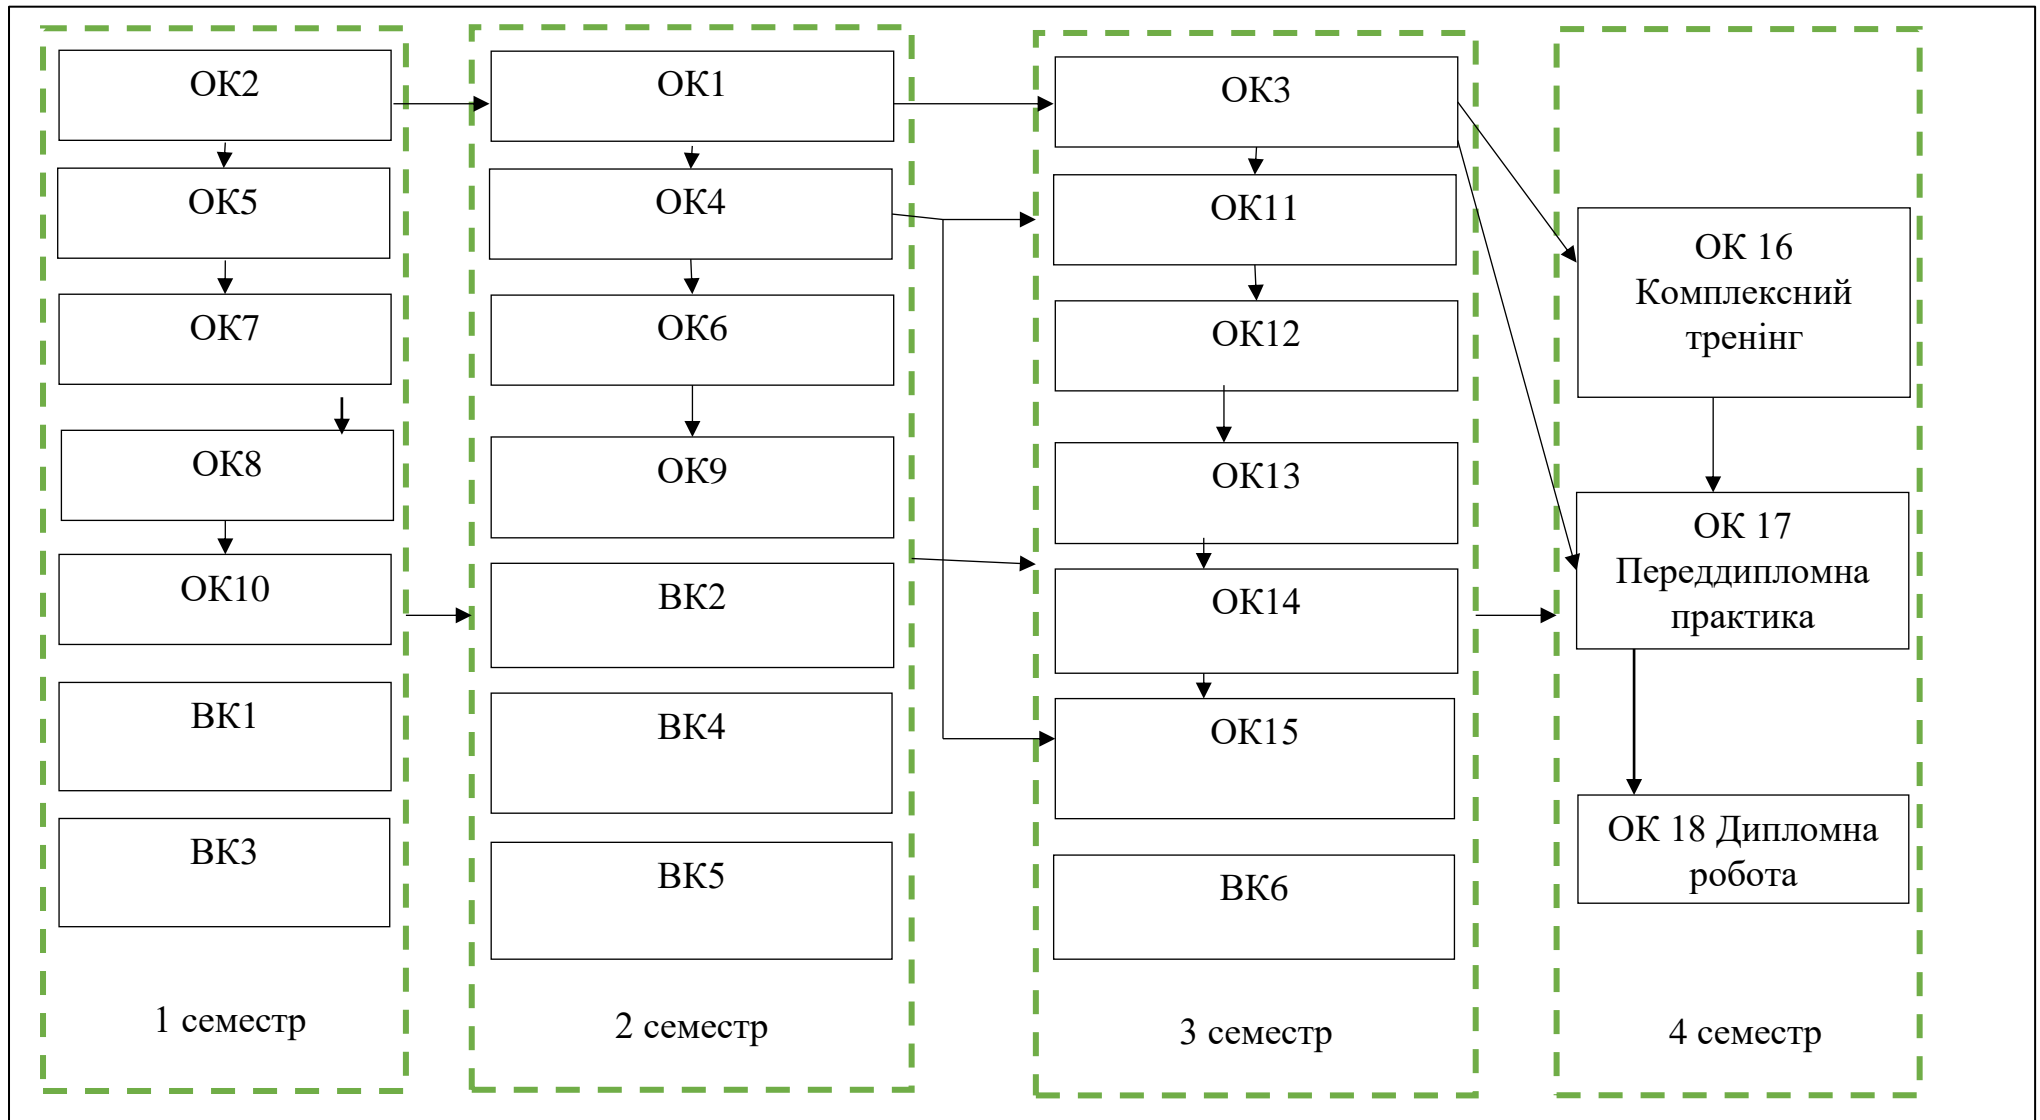 ОК2
ОК5
ОК7
ОК8
ОК10
ВК1
ВК3
1 семестр
ОК1
ОК4
ОК6
ОК9
ВК2
ВК4
ВК5
2 семестр
ОК3
ОК11
ОК12
ОК13
ОК14
ОК15
ВК6
3 семестр
ОК 16
Комплексний
тренінг
ОК 17
Переддипломна
практика
ОК 18 Дипломна
робота
4 семестр